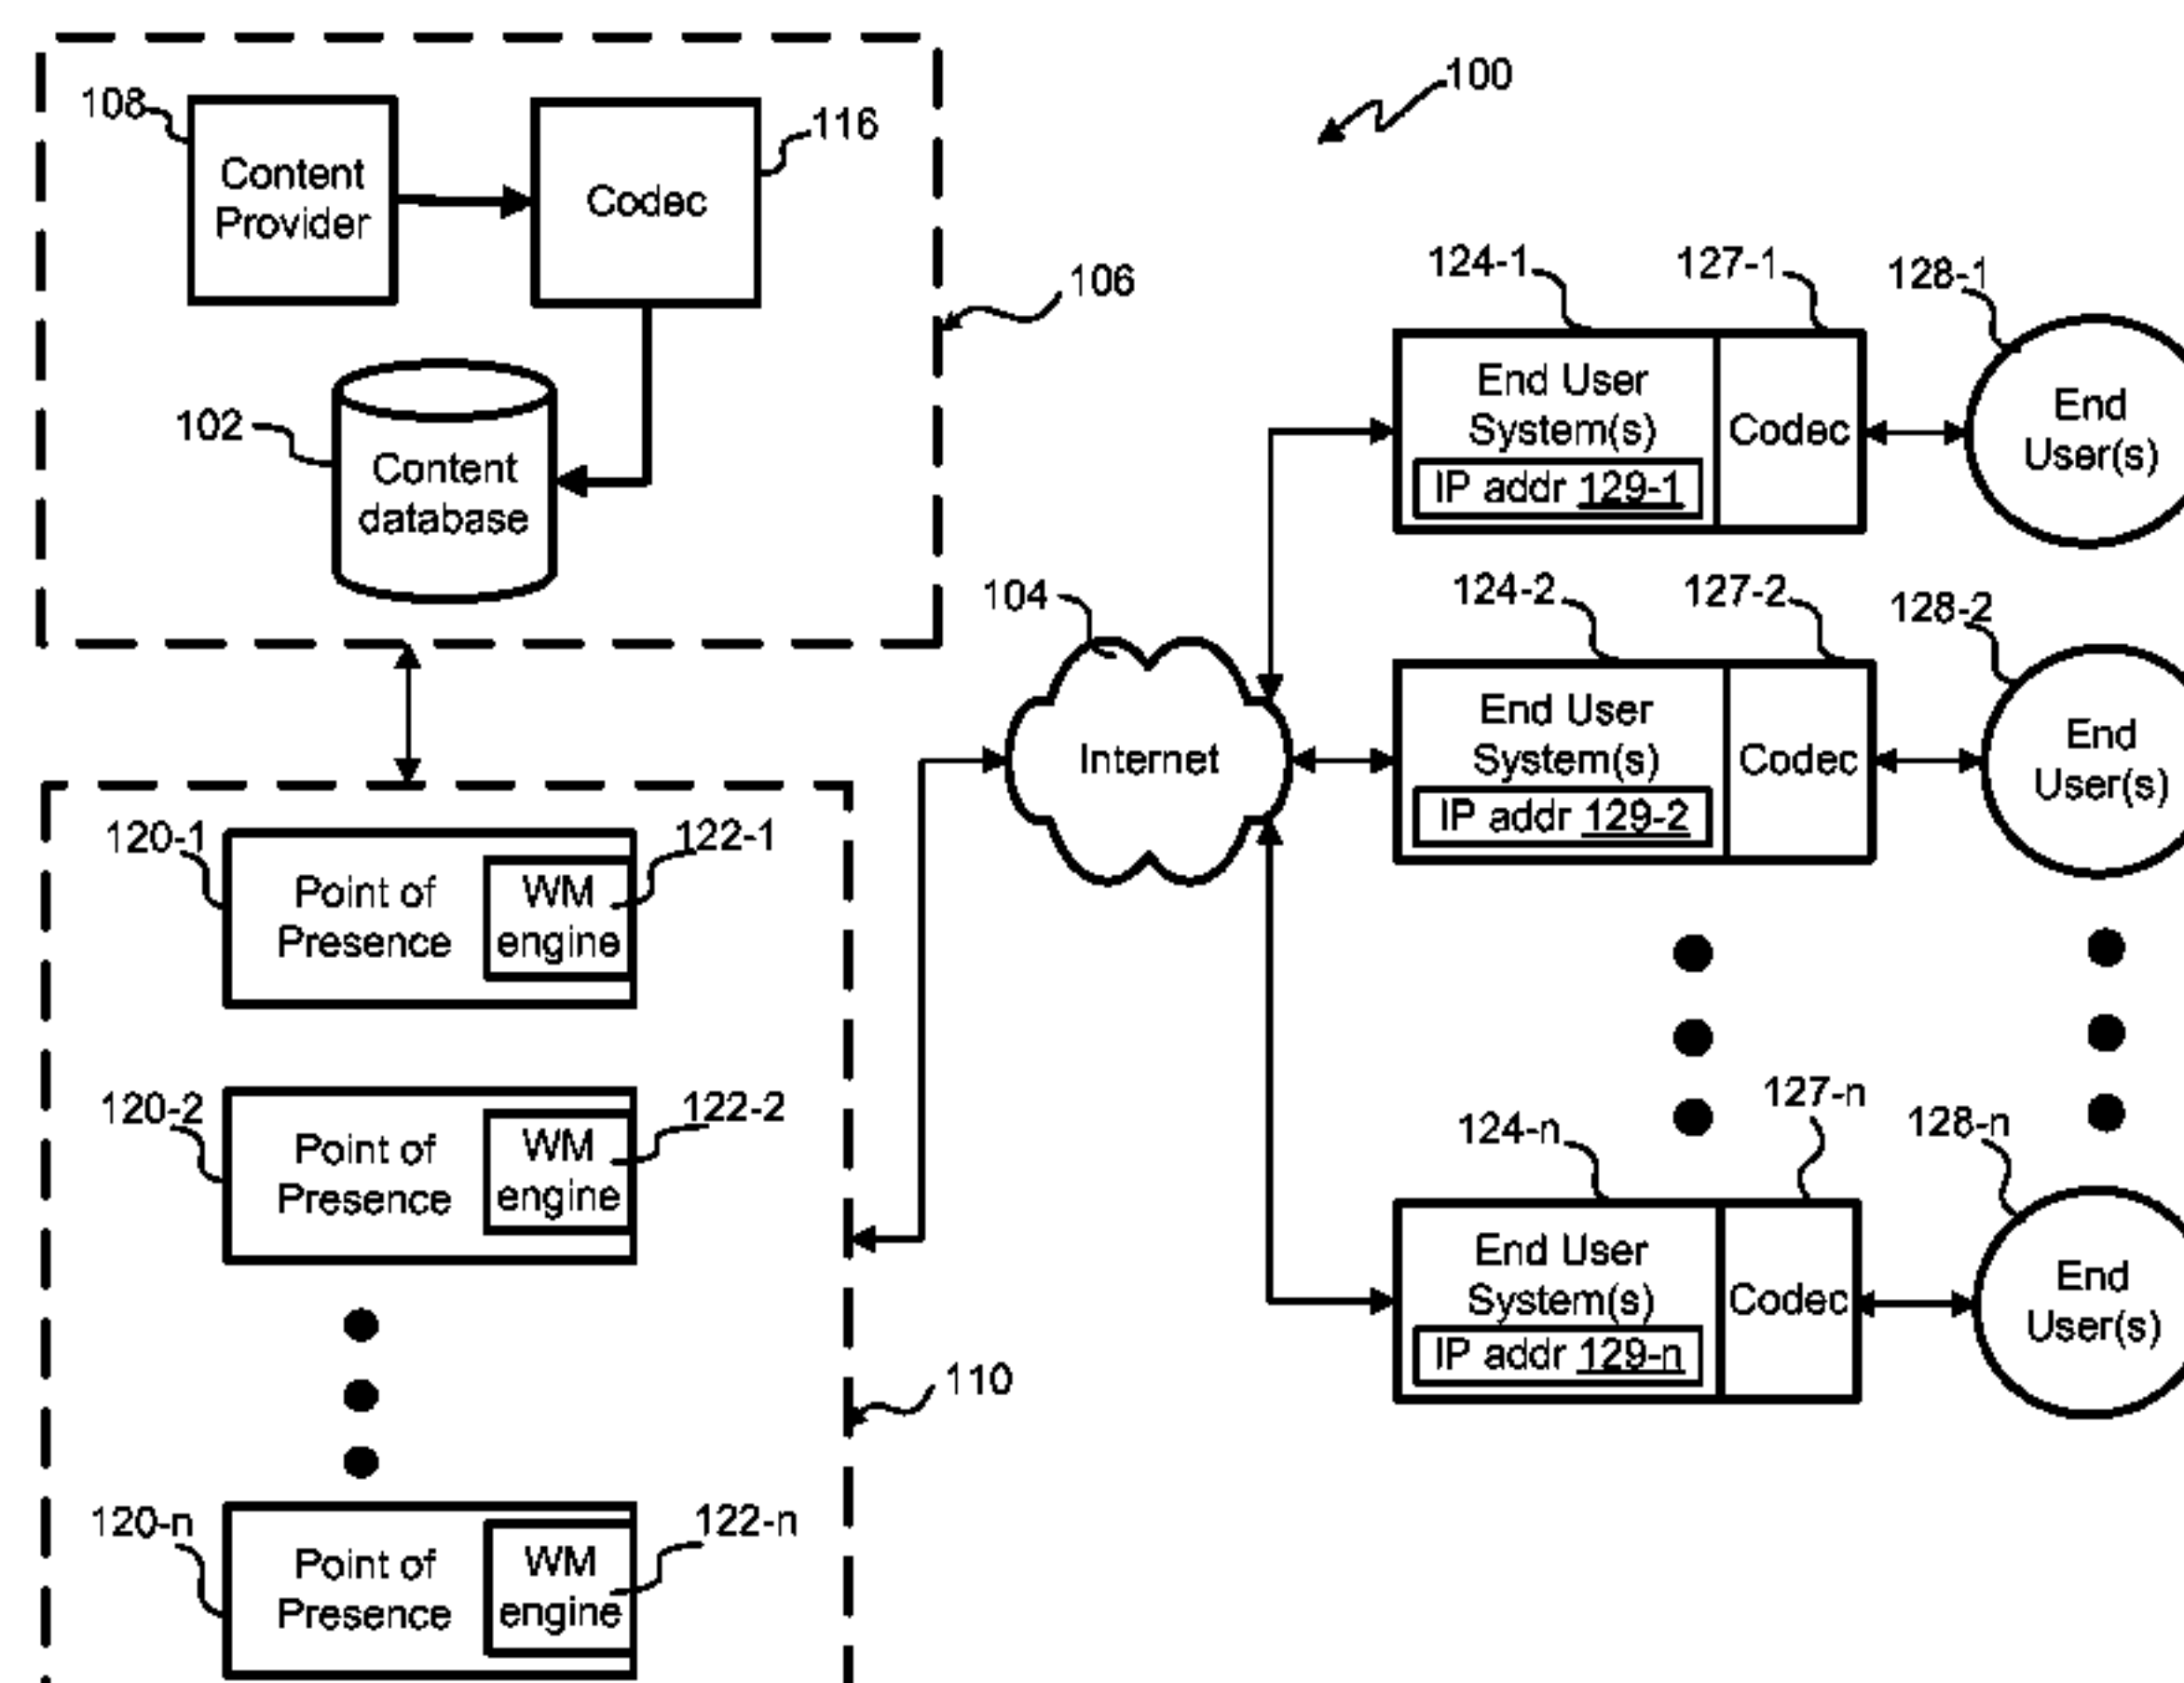 100
108
Content
Provider
116
Codec
106
102
Content
database
104
Internet
120-1
Point of
Presence
122-1
WM
engine
120-2
Point of
Presence
122-2
WM
engine
110
120-n
Point of
Presence
122-n
WM
engine
124-1
127-1
128-1
End User
System(s)
IP addr 129-1
Codec
End
User(s)
124-2
127-2
128-2
End User
System(s)
IP addr 129-2
Codec
End
User(s)
124-n
127-n
128-n
End User
System(s)
IP addr 129-n
Codec
End
User(s)